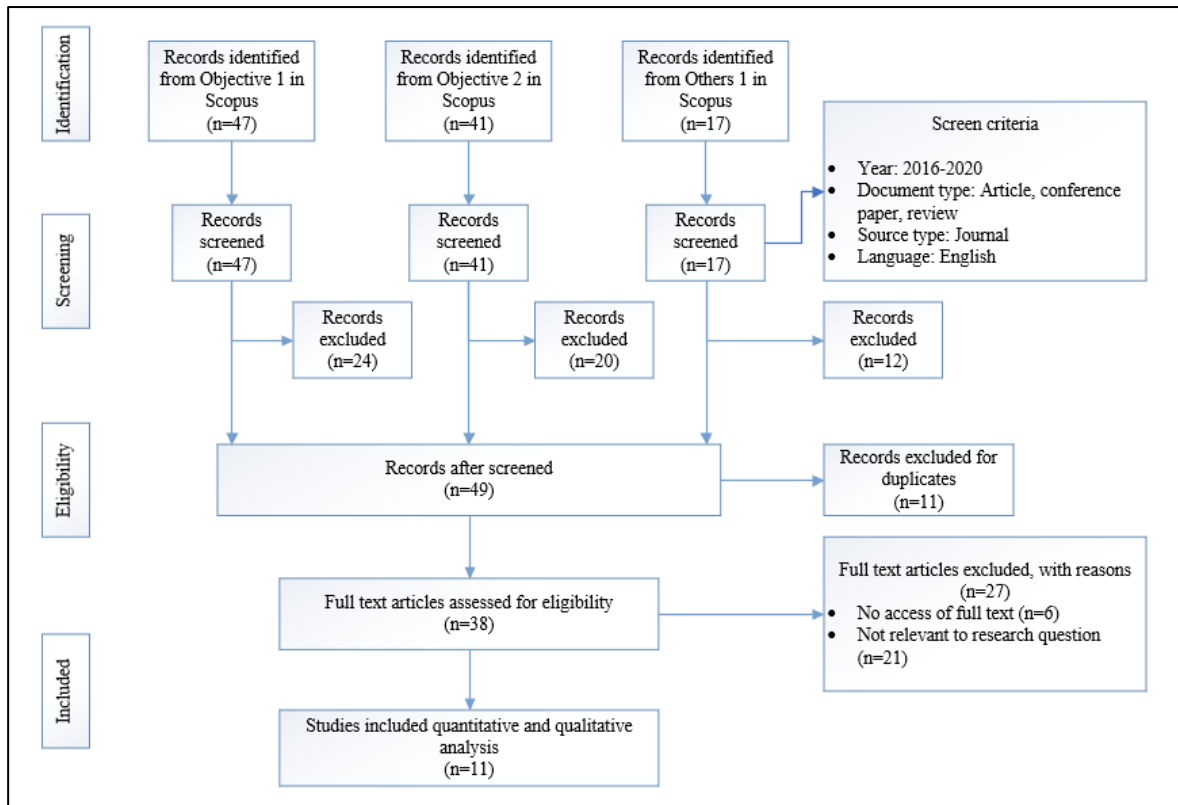 Identification
Records identified
from Objective 1 in
Scopus
(n=47)
Records identified
from Objective 2 in
Scopus
(n=41)
Records identified
from Others 1 in
Scopus
(n=17)
Screen criteria
• Year: 2016-2020
• Document type: Article, conference
paper, review
• Source type: Journal
• Language: English
Screening
Records
screened
(n=47)
Records
screened
(n=41)
Records
screened
(n=17)
Records
excluded
(n=24)
Records
excluded
(n=20)
Records
excluded
(n=12)
Eligibility
Records after screened
(n=49)
Records excluded for
duplicates
(n=11)
Full text articles assessed for eligibility
(n=38)
Full text articles excluded, with reasons
(n=27)
• No access of full text (n=6)
• Not relevant to research question
(n=21)
Included
Studies included quantitative and qualitative
analysis
(n=11)